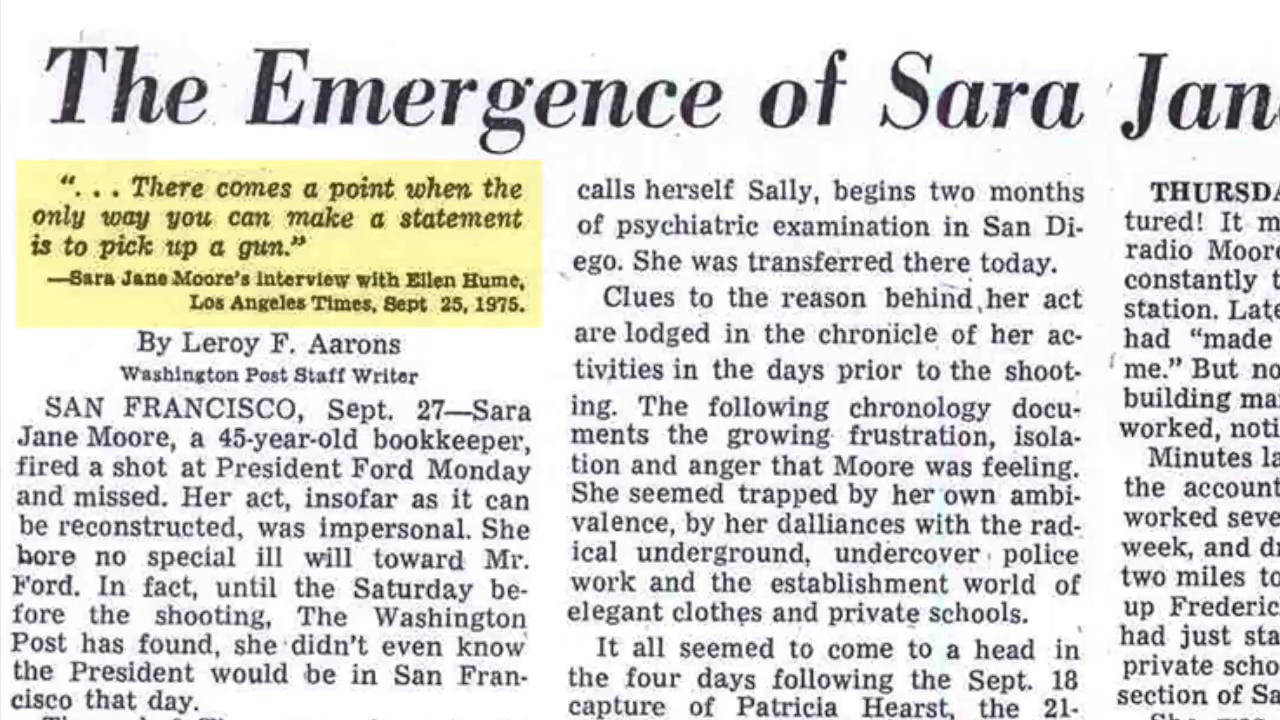 The Emergence of Sara Jan
“. . . There comes a point when the
only way you can make a statement
is to pick up a gun.”
—Sara Jane Moore’s interview with Ellen Hume,
Los Angeles Times, Sept 25, 1975.
By Leroy F. Aarons
Washington Post Staff Writer
SAN FRANCISCO, Sept. 27—Sara
Jane Moore, a 45-year-old bookkeeper,
fired a shot at President Ford Monday
and missed. Her act, insofar as it can
be reconstructed, was impersonal. She
bore no special ill will toward Mr.
Ford. In fact, until the Saturday be-
fore the shooting, The Washington
Post has found, she didn’t even know
the President would be in San Fran-
cisco that day.
calls herself Sally, begins two months
of psychiatric examination in San Di-
ego. She was transferred there today.
Clues to the reason behind her act
are lodged in the chronicle of her ac-
tivities in the days prior to the shoot-
ing. The following chronology docu-
ments the growing frustration, isola-
tion and anger that Moore was feeling.
She seemed trapped by her own ambi-
valence, by her dalliances with the rad-
ical underground, undercover police
work and the establishment world of
elegant clothes and private schools.
It all seemed to come to a head in
the four days following the Sept. 18
capture of Patricia Hearst, the 21-
THURSDA
tured! It m
radio Moore
constantly t
station. Late
had “made
me.” But no
building ma
worked, noti
Minutes la
the account
worked seve
week, and dr
two miles to
up Frederic
had just sta
private scho
section of Sa